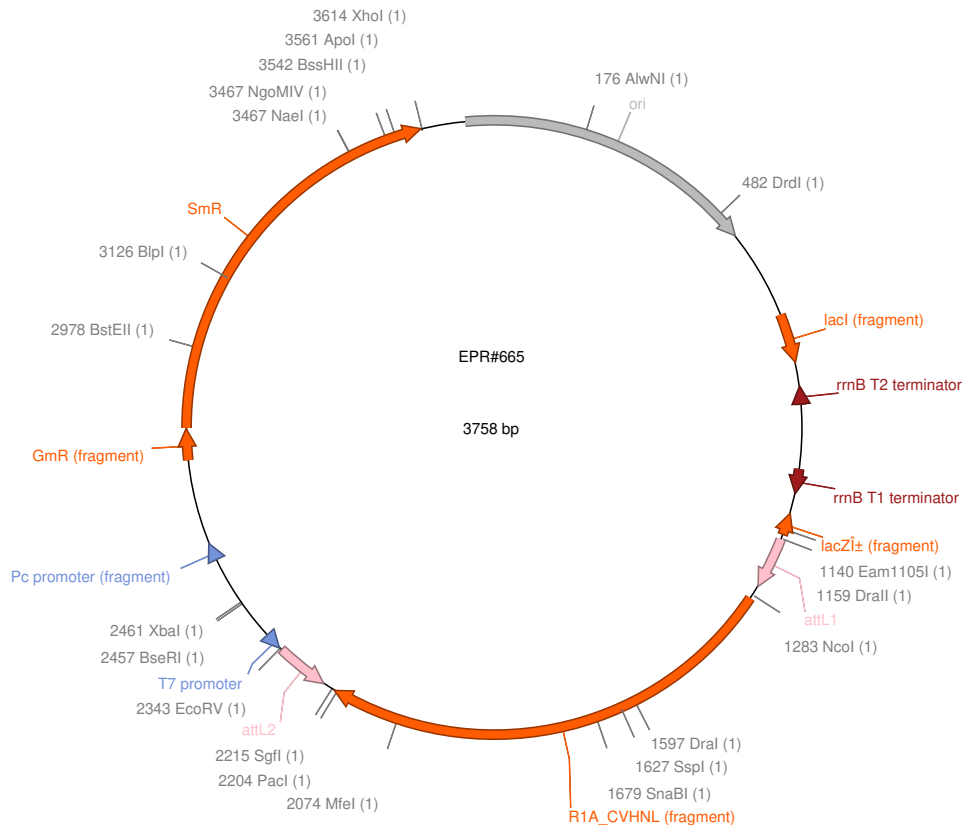 3614 XhoI (1)
3561 ApoI (1)
3542 BssHII (1)
3467 NgoMIV (1)
3467 NaeI (1)
176 AlwNI (1)
ori
482 DrdI (1)
SmR
3126 BlpI (1)
2978 BstEII (1)
lacI (fragment)
EPR#665
rrnB T2 terminator
3758 bp
GmR (fragment)
rrnB T1 terminator
lacZÎ± (fragment)
Pc promoter (fragment)
1140 Eam1105I (1)
1159 DraII (1)
attL1
2461 XbaI (1)
1283 NcoI (1)
2457 BseRI (1)
T7 promoter
2343 EcoRV (1)
attL2
1597 DraI (1)
2215 SgfI (1)
1627 SspI (1)
2204 PacI (1)
1679 SnaBI (1)
2074 MfeI (1)
R1A_CVHNL (fragment)